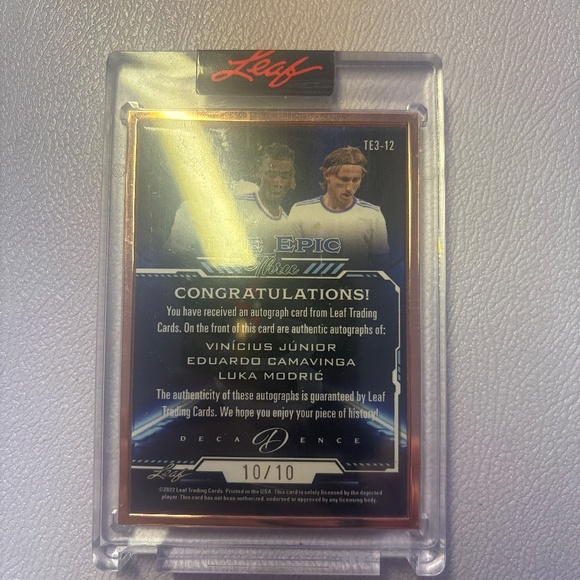 Leaf
TE3-12
The Epic
Three
CONGRATULATIONS!
You have received an autograph card from Leaf Trading
Cards. On the front of this card are authentic autographs of:
VINÍCIUS JÚNIOR
EDUARDO CAMAVINGA
LUKA MODRIĆ
The authenticity of these autographs is guaranteed by Leaf
Trading Cards. We hope you enjoy your piece of history!
DECADENCE
Leaf
10/10
©2022 Leaf Trading Cards. Printed in the USA. This card is solely licensed by the depicted
player. This card has not been authorized, endorsed or approved by any licensing body.